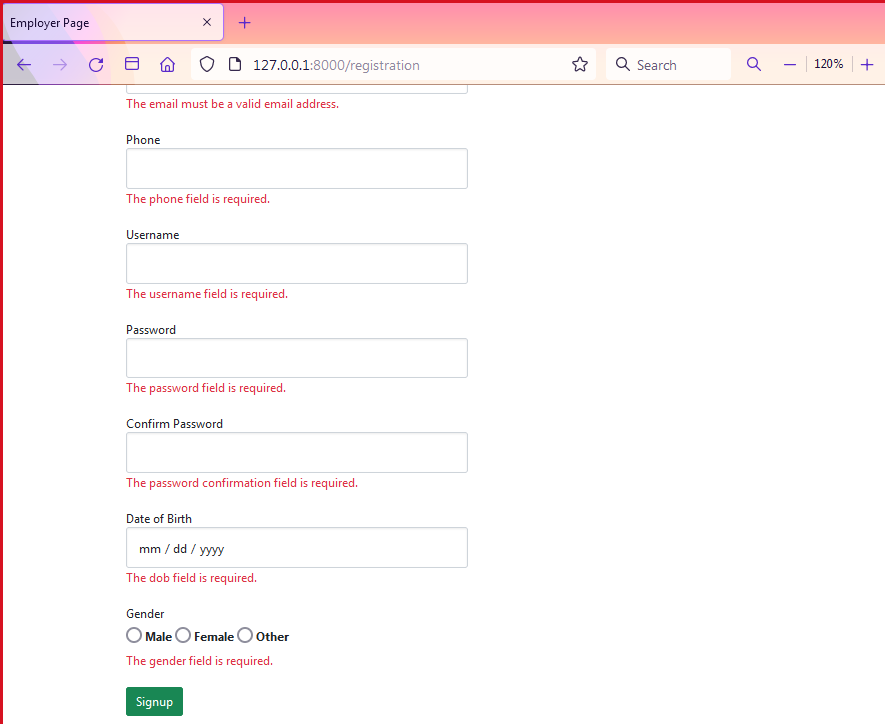 Employer Page
127.0.0.1:8000/registration
Search
120%
The email must be a valid email address.
Phone
The phone field is required.
Username
The username field is required.
Password
The password field is required.
Confirm Password
The password confirmation field is required.
Date of Birth
mm / dd / yyyy
The dob field is required.
Gender
Male Female Other
The gender field is required.
Signup